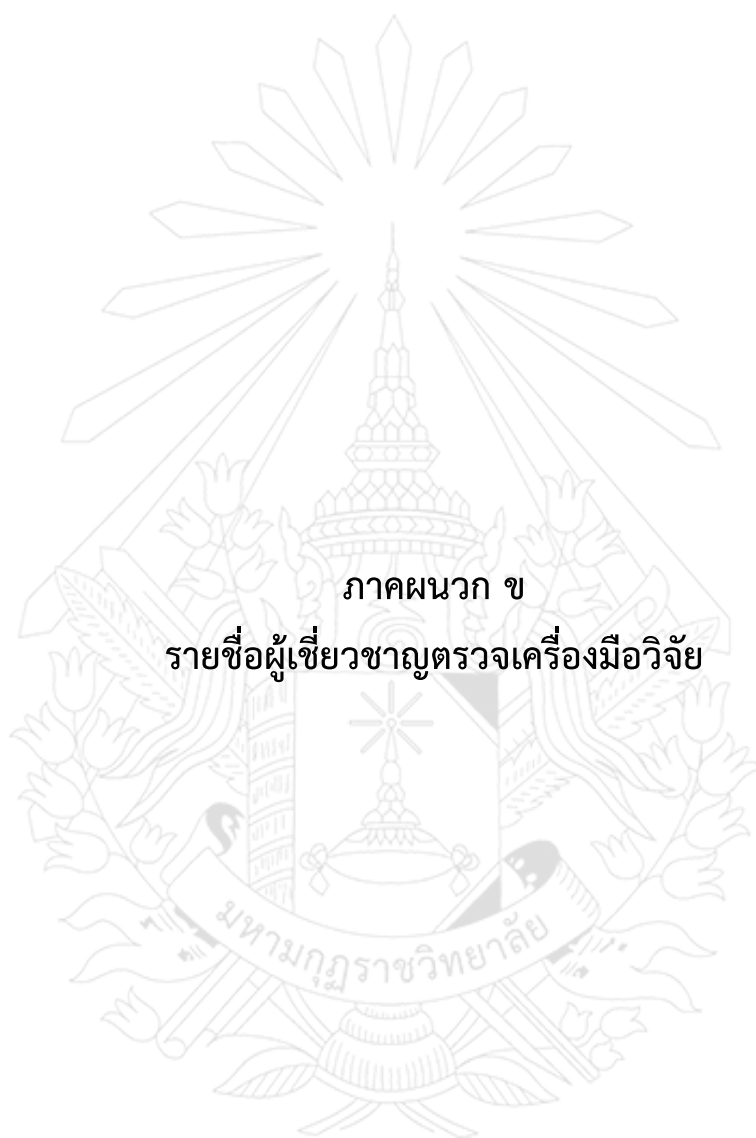 ภาคผนวก ข
รายชื่อผู้เชี่ยวชาญตรวจเครื่องมือวิจัย
มหามกุฏราชวิทยาลัย